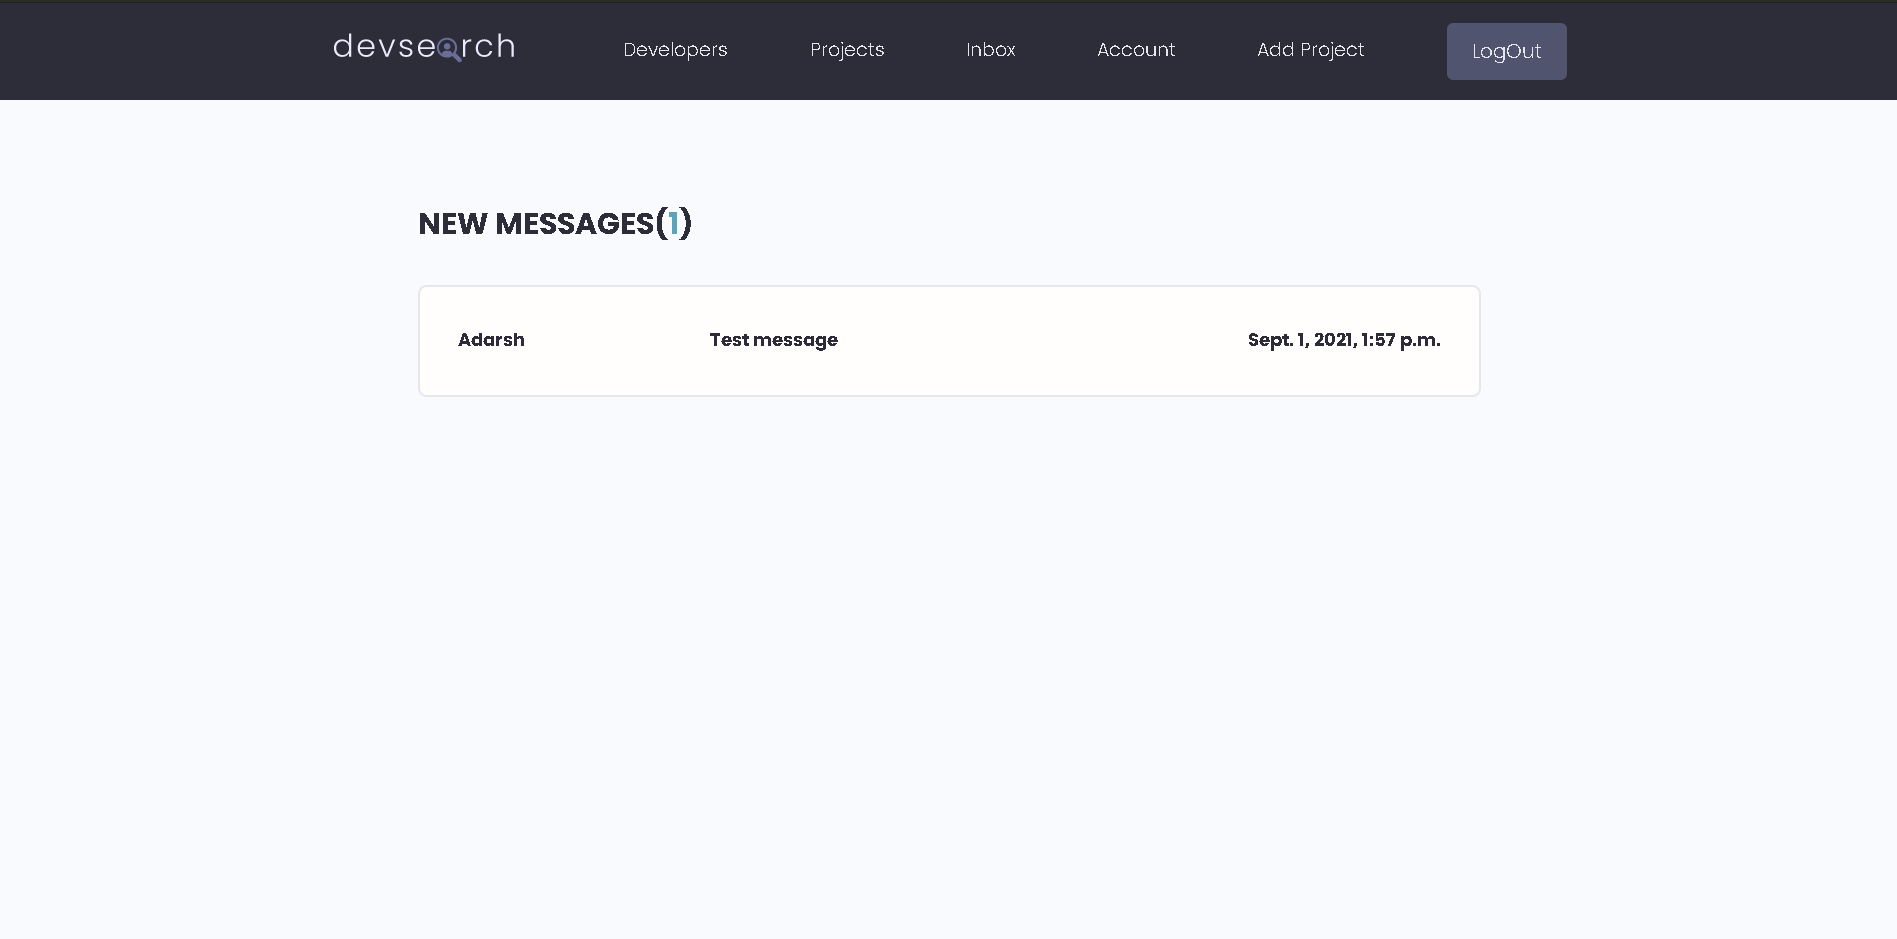 devsearch Developers Projects Inbox Account Add Project LogOut
NEW MESSAGES(1)
Adarsh Test message Sept. 1, 2021, 1:57 p.m.